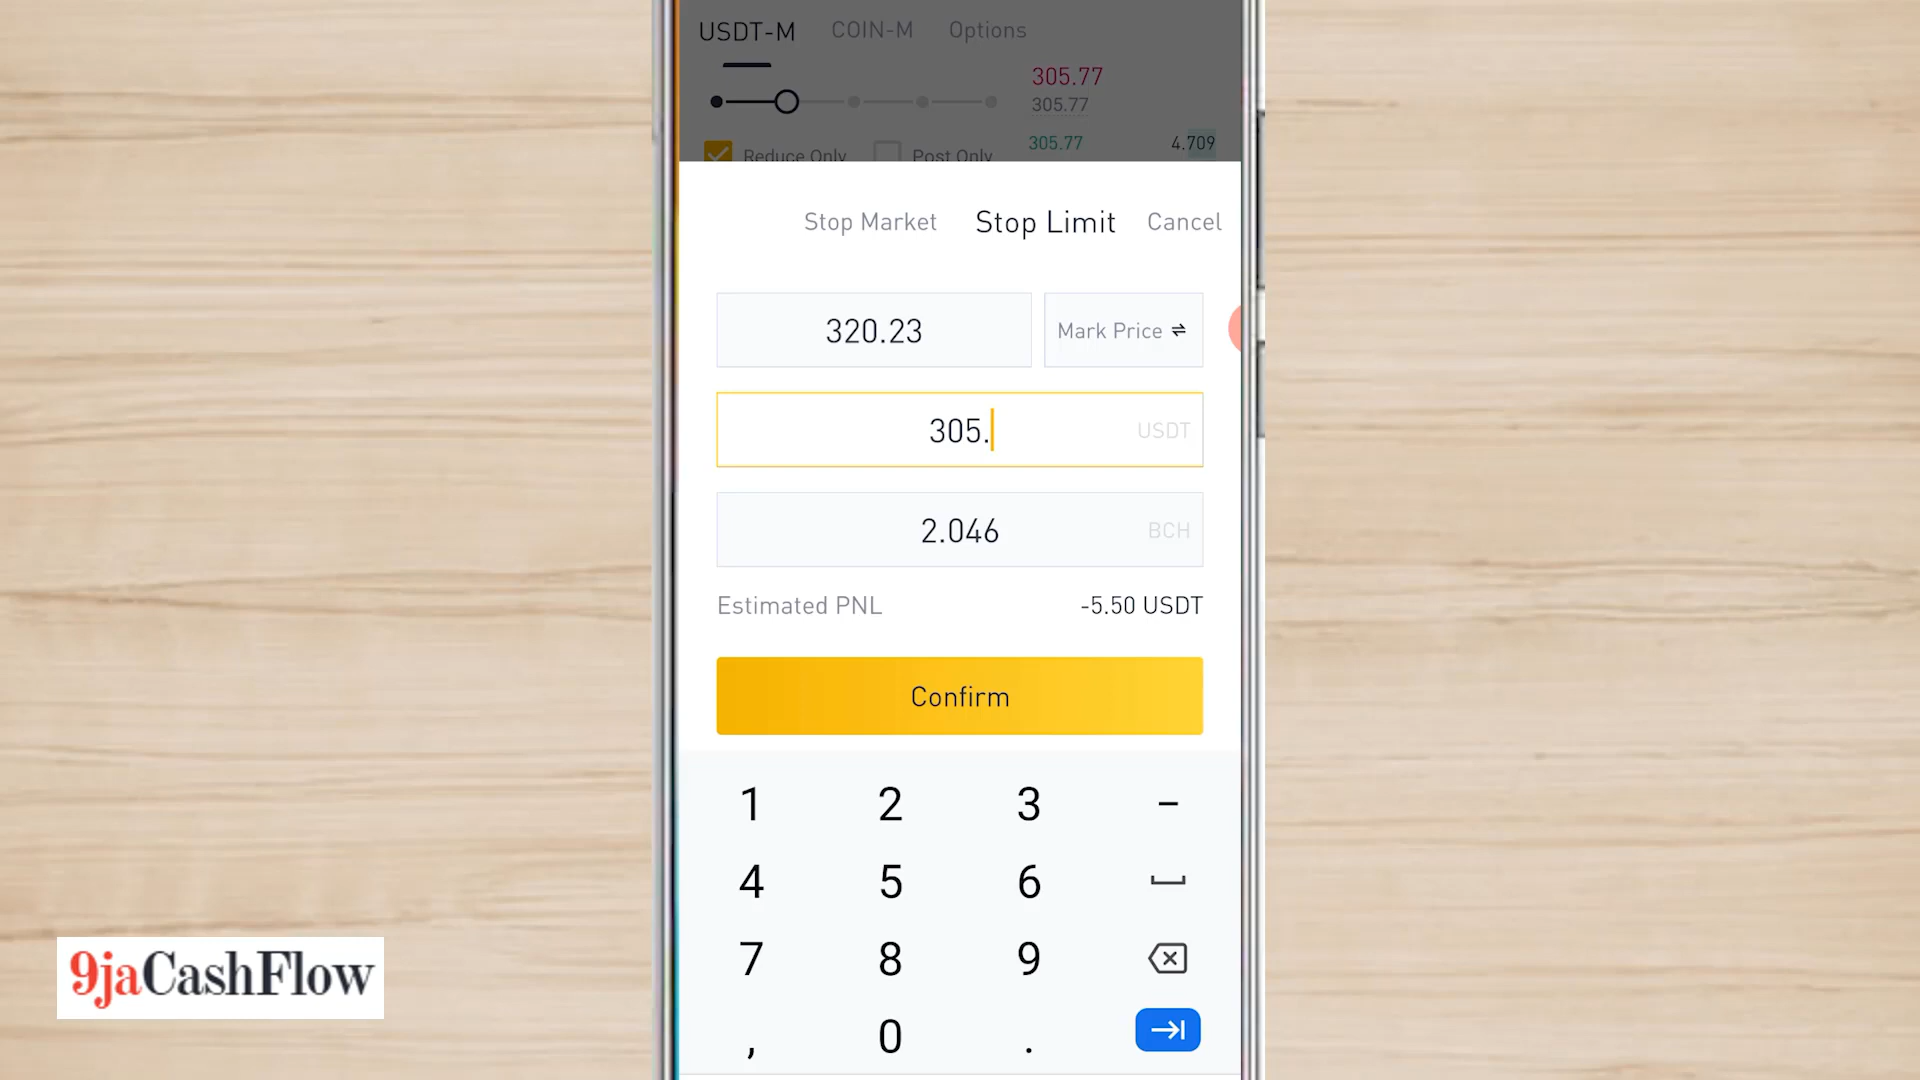 USDT-M COIN-M Options
305.77
305.77
305.77 4.709
Reduce Only Post Only
Stop Market Stop Limit Cancel
320.23 Mark Price
305. USDT
2.046 BCH
Estimated PNL -5.50 USDT
Confirm
1 2 3 -
4 5 6
7 8 9
, 0 .
9jaCashFlow